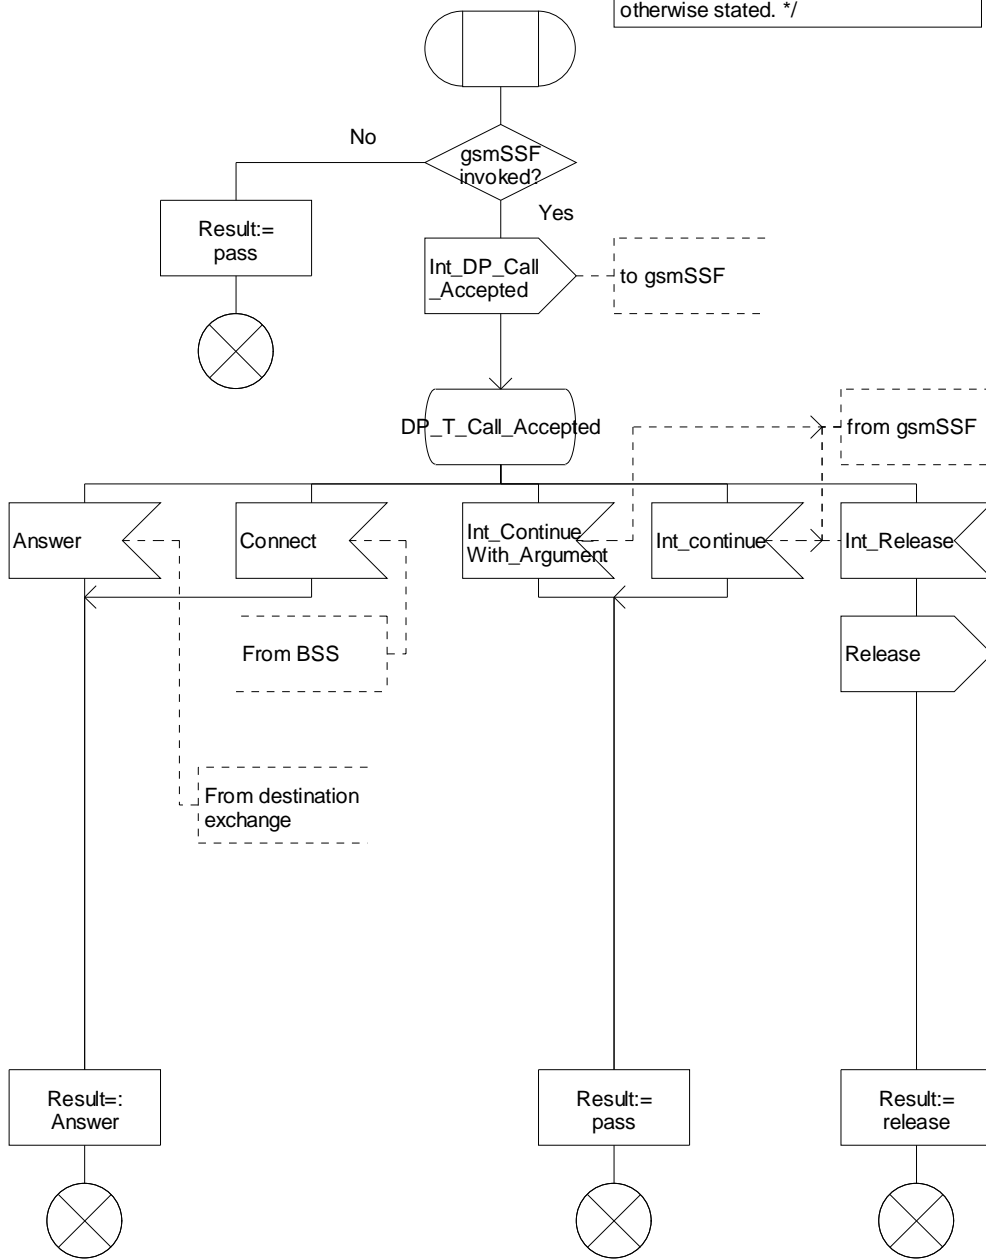 otherwise stated. */
No
gsmSSF
invoked?
Yes
Result:=
pass
Int_DP_Call
_Accepted
to gsmSSF
DP_T_Call_Accepted
from gsmSSF
Answer
Connect
Int_Continue_
With_Argument
Int_continue
Int_Release
From BSS
Release
From destination
exchange
Result=:
Answer
Result:=
pass
Result:=
release